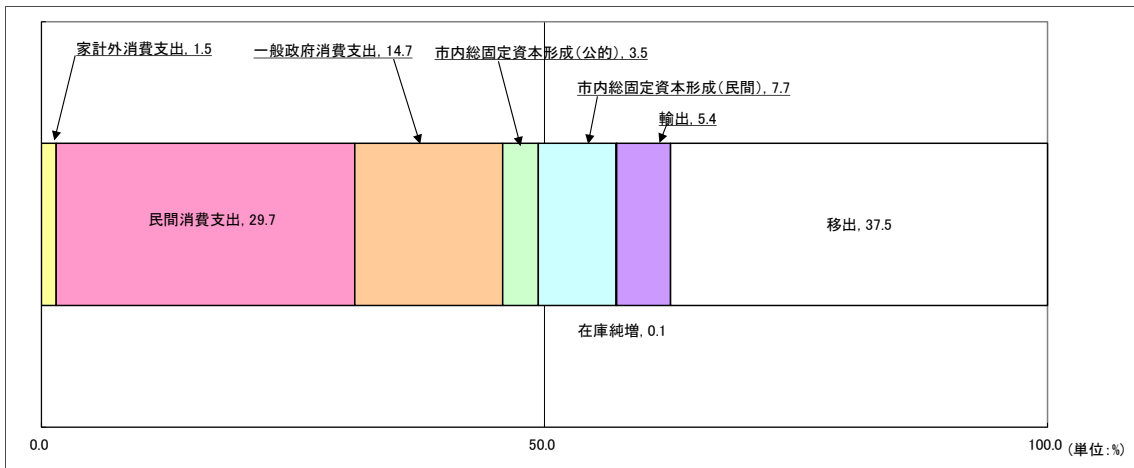 家計外消費支出, 1.5
一般政府消費支出, 14.7
市内総固定資本形成(公的), 3.5
市内総固定資本形成(民間), 7.7
輸出, 5.4
民間消費支出, 29.7
移出, 37.5
在庫純増, 0.1
0.0
50.0
100.0
(単位:%)